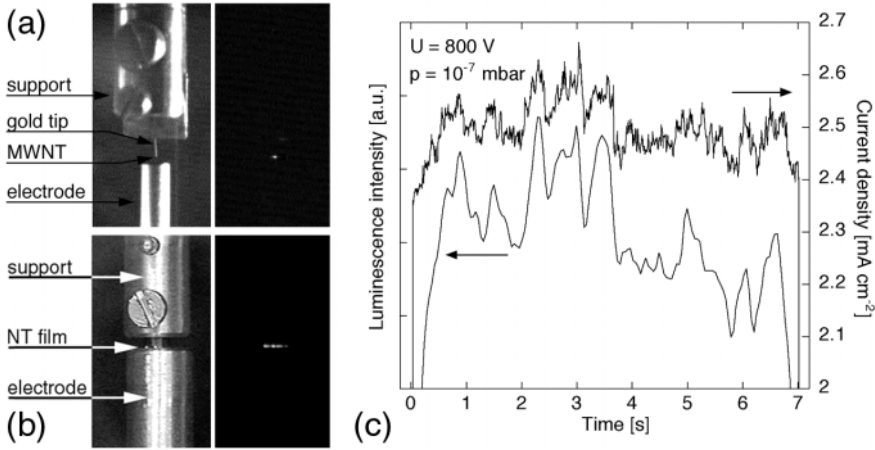 (a)
support
gold tip
MWNT
electrode
support
NT film
electrode
(b)
(c)
U = 800 V
p = 10⁻⁷ mbar
Luminescence intensity [a.u.]
Current density [mA cm⁻²]
2.7
2.6
2.5
2.4
2.3
2.2
2.1
2
0 1 2 3 4 5 6 7
Time [s]